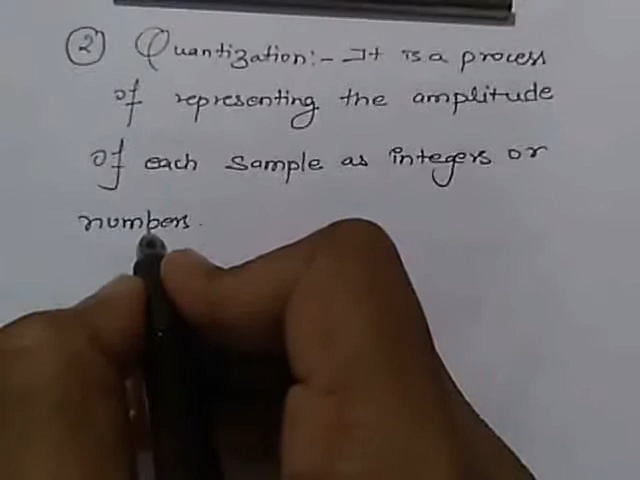 ② Quantization:- It is a process
of representing the amplitude
of each sample as integers or
numbers.